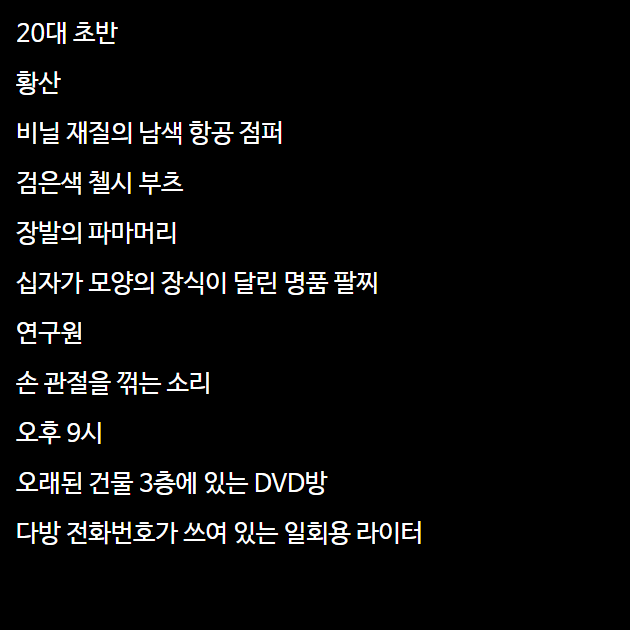 20대 초반
황산
비닐 재질의 남색 항공 점퍼
검은색 첼시 부츠
장발의 파마머리
십자가 모양의 장식이 달린 명품 팔찌
연구원
손 관절을 꺾는 소리
오후 9시
오래된 건물 3층에 있는 DVD방
다방 전화번호가 쓰여 있는 일회용 라이터